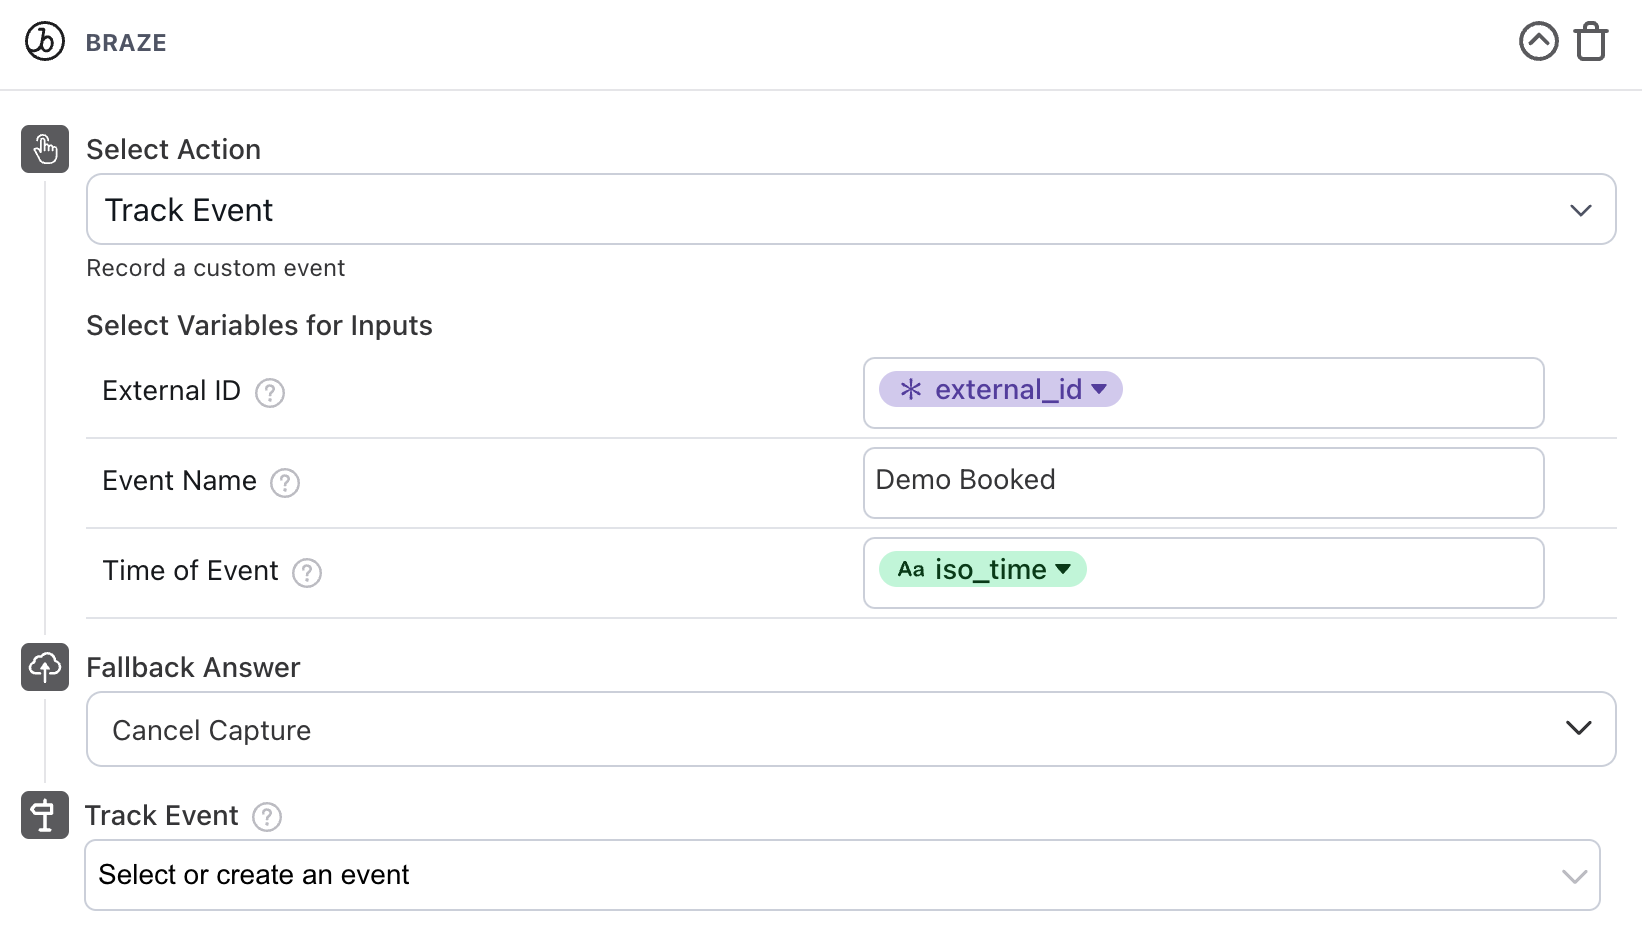 BRAZE
Select Action
Track Event
Record a custom event
Select Variables for Inputs
External ID ?
external_id
Event Name ?
Demo Booked
Time of Event ?
Aa iso_time
Fallback Answer
Cancel Capture
Track Event ?
Select or create an event